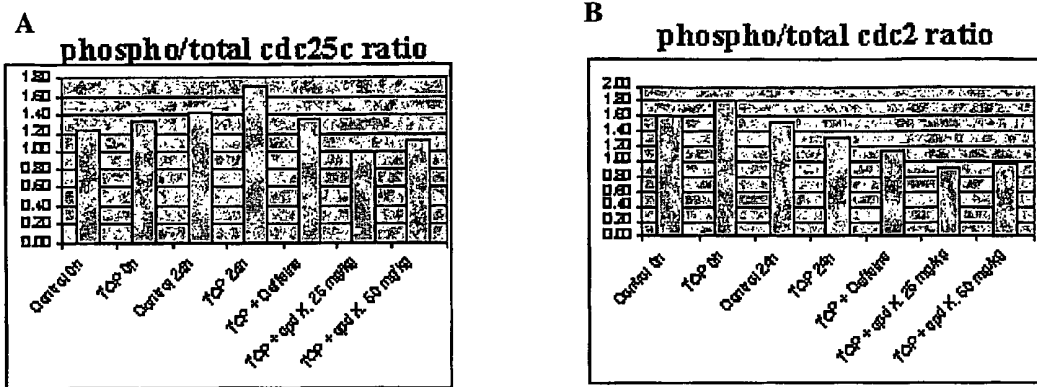 A
phospho/total cdc25c ratio
1.80
1.60
1.40
1.20
1.00
0.80
0.60
0.40
0.20
0.00
Control 0h
TCP 0h
Control 24h
TCP 24h
TCP + Caffeine
TCP + cpd X, 25 mg/kg
TCP + cpd X, 50 mg/kg
B
phospho/total cdc2 ratio
2.00
1.80
1.60
1.40
1.20
1.00
0.80
0.60
0.40
0.20
0.00
Control 0h
TCP 0h
Control 24h
TCP 24h
TCP + Caffeine
TCP + cpd X, 25 mg/kg
TCP + cpd X, 50 mg/kg